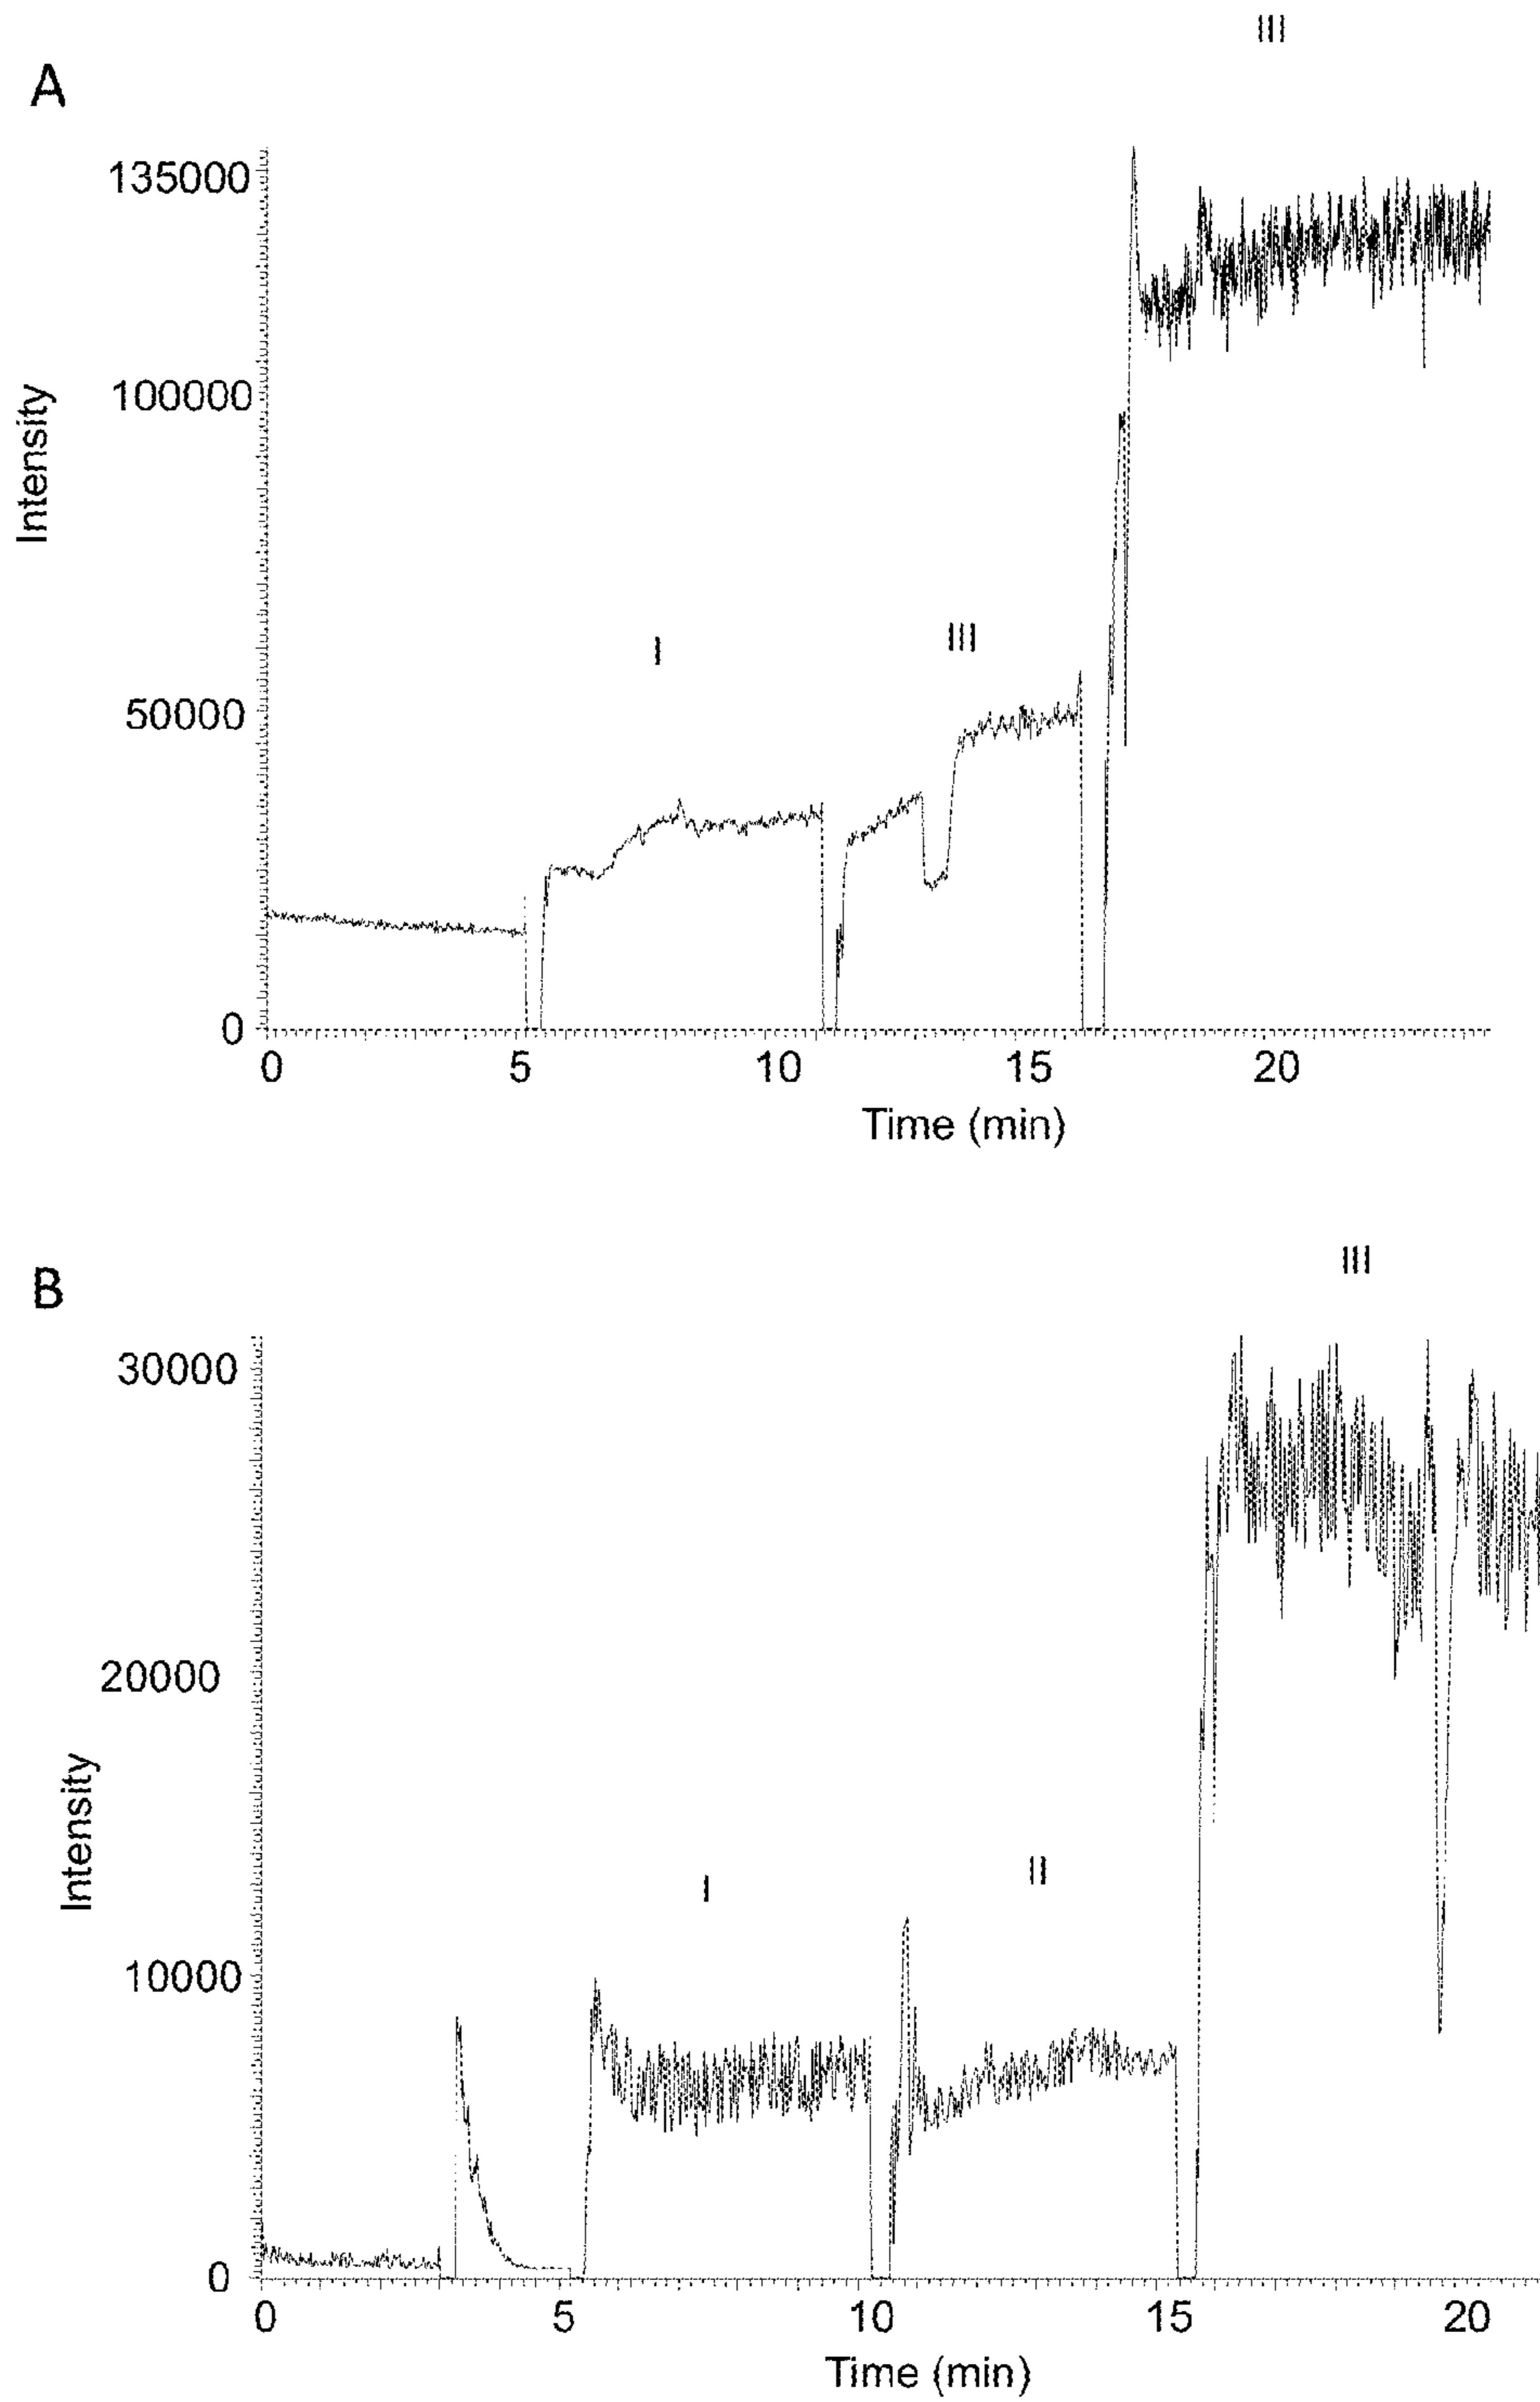 III
A
135000
100000
Intensity
I
III
50000
0
0 5 10 15 20
Time (min)
III
B
30000
20000
Intensity
II
I
10000
0
0 5 10 15 20
Time (min)